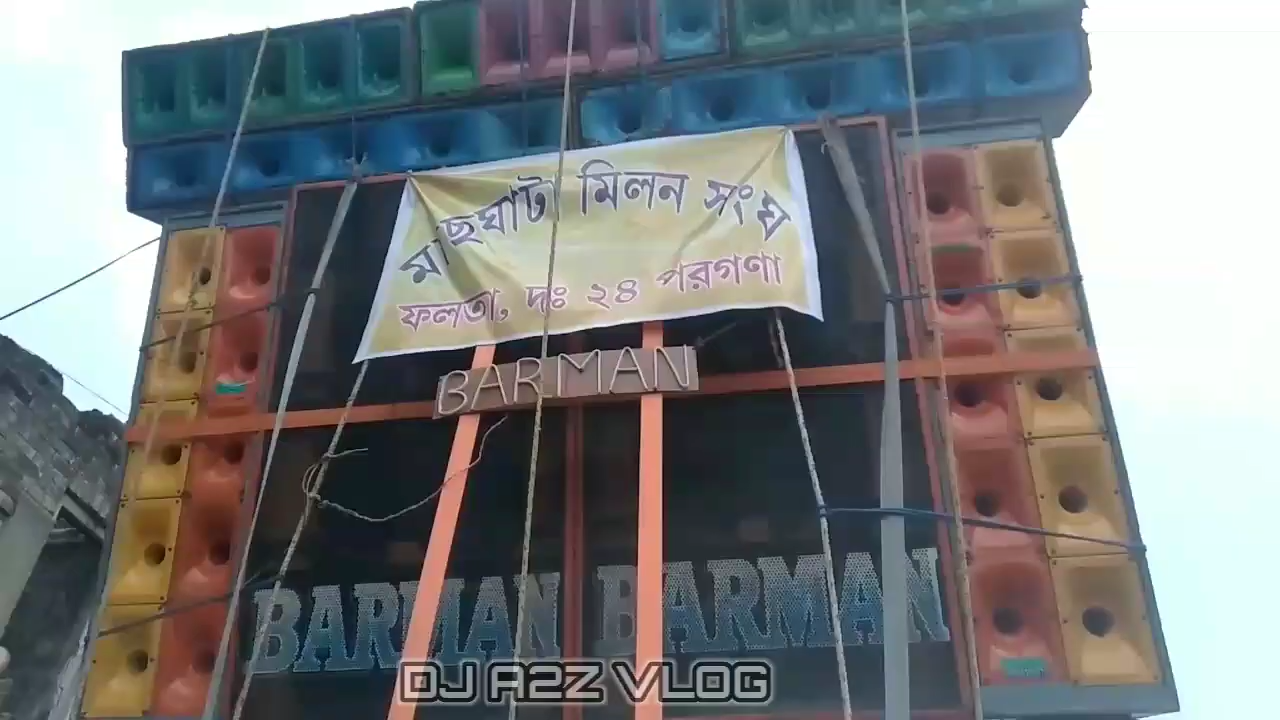 মাছঘাটা মিলন সংঘ
ফলতা, দঃ ২৪ পরগণা
BARMAN
BARMAN BARMAN
DJ A2Z VLOG